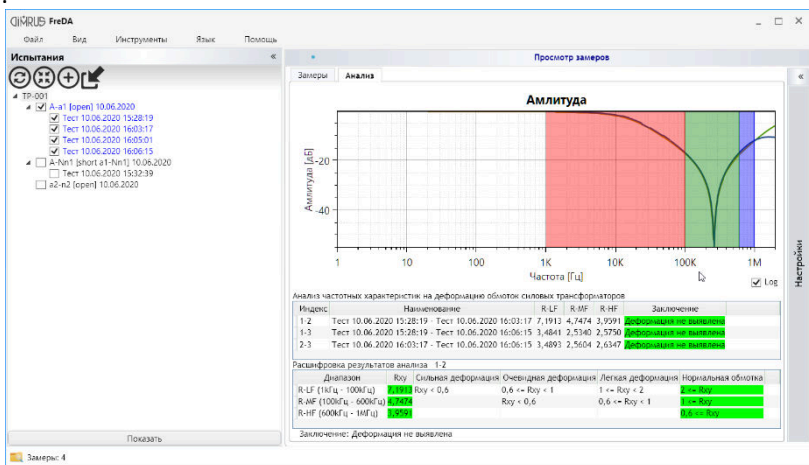 DIMRUS FreDA
Файл Вид Инструменты Язык Помощь
Испытания «
Просмотр замеров
Замеры Анализ
«
TP-001
A-a1 [open] 10.06.2020
Тест 10.06.2020 15:28:19
Тест 10.06.2020 16:03:17
Тест 10.06.2020 16:05:01
Тест 10.06.2020 16:06:15
A-Nn1 [short a1-Nn1] 10.06.2020
Тест 10.06.2020 15:32:39
a2-n2 [open] 10.06.2020
Амлитуда
Амлитуда [дБ]
-20
-40
1 10 100 1K 10K 100K 1M
Частота [Гц]
Log
Настройки
Анализ частотных характеристик на деформацию обмоток силовых трансформаторов
Индекс Наименование R-LF R-MF R-HF Заключение
1-2 Тест 10.06.2020 15:28:19 - Тест 10.06.2020 16:03:17 7,1913 4,7474 3,9591 Деформация не выявлена
1-3 Тест 10.06.2020 15:28:19 - Тест 10.06.2020 16:06:15 3,4841 2,5340 2,5750 Деформация не выявлена
2-3 Тест 10.06.2020 16:03:17 - Тест 10.06.2020 16:06:15 3,4893 2,5604 2,6347 Деформация не выявлена
Расшифровка результатов анализа 1-2
Диапазон Rxy Сильная деформация Очевидная деформация Легкая деформация Нормальная обмотка
R-LF (1кГц - 100кГц) 7,1913 Rxy < 0,6 0,6 <= Rxy < 1 1 <= Rxy < 2 2 <= Rxy
R-MF (100кГц - 600кГц) 4,7474 Rxy < 0,6 0,6 <= Rxy < 1 1 <= Rxy
R-HF (600кГц - 1МГц) 3,9591 0,6 <= Rxy
Заключение: Деформация не выявлена
Показать
Замеры: 4